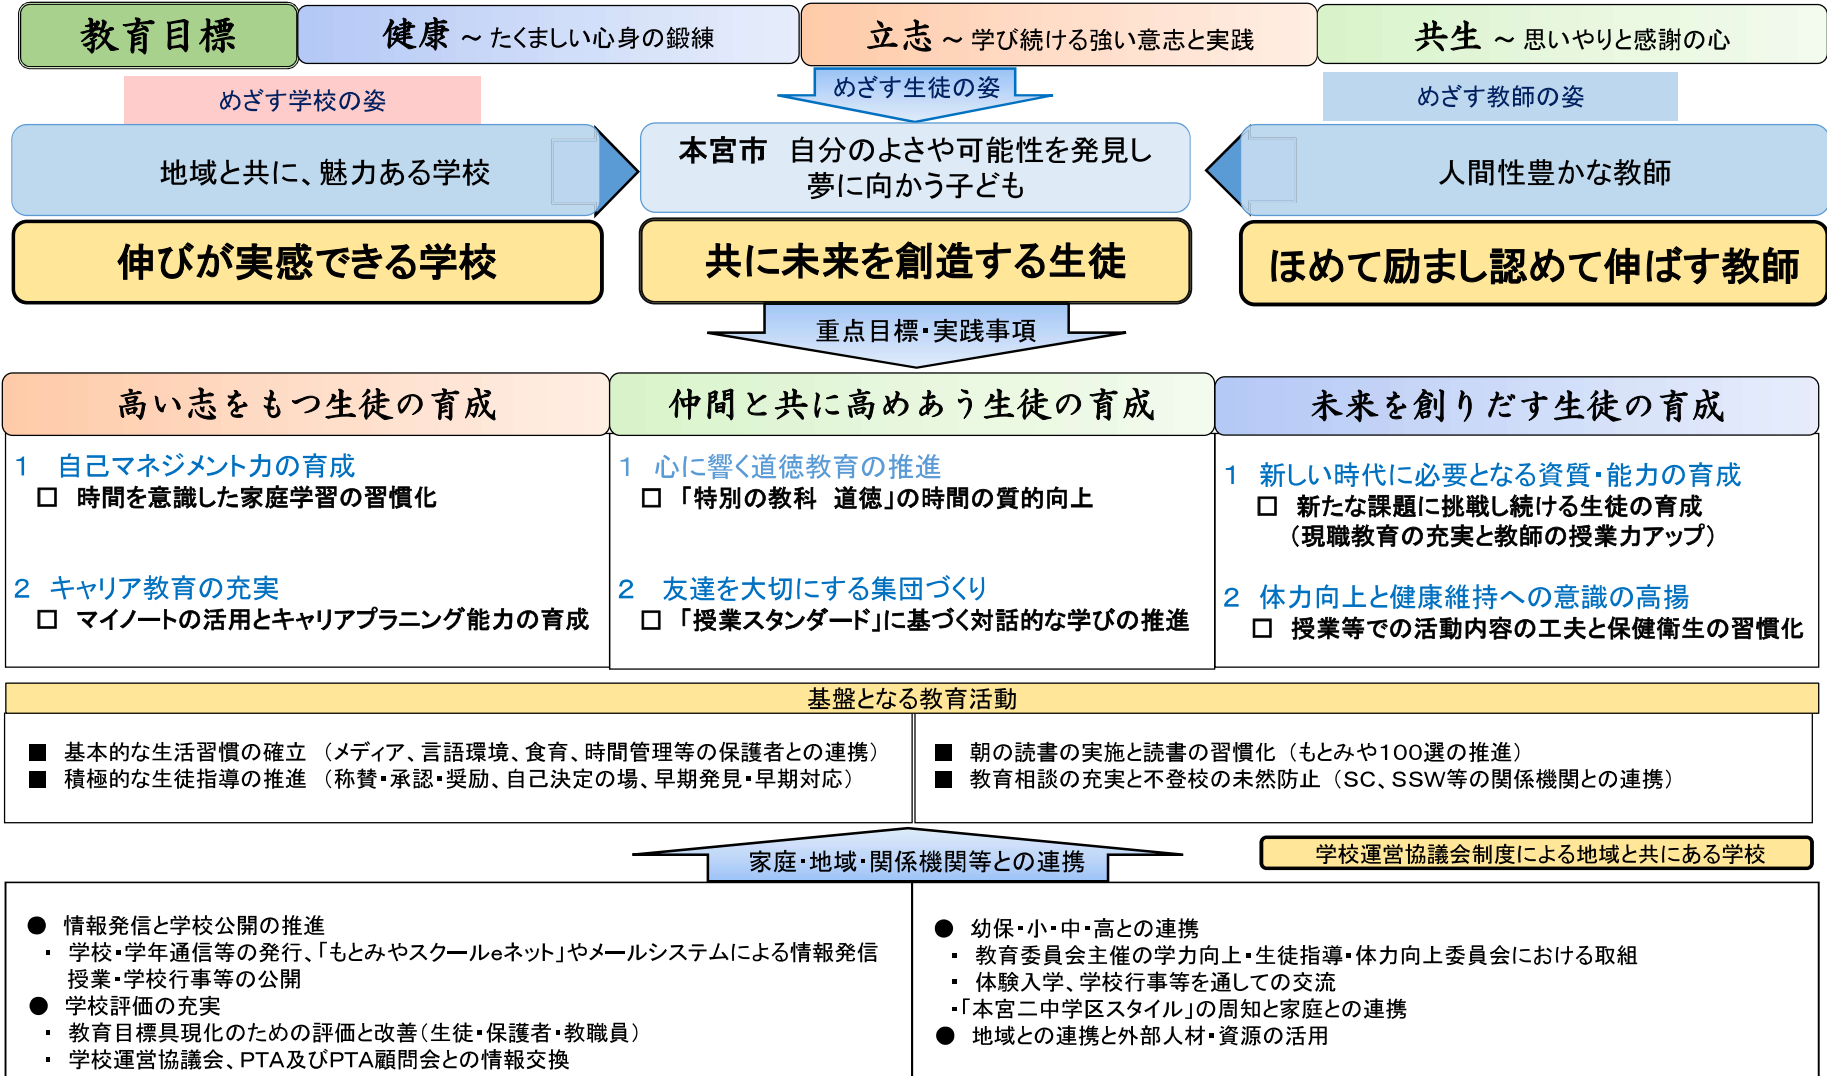 教育目標
健康 ～ たくましい心身の鍛練
立志 ～ 学び続ける強い意志と実践
共生 ～ 思いやりと感謝の心
めざす学校の姿
めざす生徒の姿
めざす教師の姿
地域と共に、魅力ある学校
本宮市 自分のよさや可能性を発見し
夢に向かう子ども
人間性豊かな教師
伸びが実感できる学校
共に未来を創造する生徒
ほめて励まし認めて伸ばす教師
重点目標・実践事項
高い志をもつ生徒の育成
1 自己マネジメント力の育成
□ 時間を意識した家庭学習の習慣化
2 キャリア教育の充実
□ マイノートの活用とキャリアプラニング能力の育成
仲間と共に高めあう生徒の育成
1 心に響く道徳教育の推進
□ 「特別の教科 道徳」の時間の質的向上
2 友達を大切にする集団づくり
□ 「授業スタンダード」に基づく対話的な学びの推進
未来を創りだす生徒の育成
1 新しい時代に必要となる資質・能力の育成
□ 新たな課題に挑戦し続ける生徒の育成
（現職教育の充実と教師の授業力アップ）
2 体力向上と健康維持への意識の高揚
□ 授業等での活動内容の工夫と保健衛生の習慣化
基盤となる教育活動
■ 基本的な生活習慣の確立 （メディア、言語環境、食育、時間管理等の保護者との連携）
■ 積極的な生徒指導の推進 （称賛・承認・奨励、自己決定の場、早期発見・早期対応）
■ 朝の読書の実施と読書の習慣化 （もとみや100選の推進）
■ 教育相談の充実と不登校の未然防止 （SC、SSW等の関係機関との連携）
家庭・地域・関係機関等との連携
学校運営協議会制度による地域と共にある学校
● 情報発信と学校公開の推進
・ 学校・学年通信等の発行、「もとみやスクールeネット」やメールシステムによる情報発信
授業・学校行事等の公開
● 学校評価の充実
・ 教育目標具現化のための評価と改善（生徒・保護者・教職員）
・ 学校運営協議会、PTA及びPTA顧問会との情報交換
● 幼保・小・中・高との連携
・ 教育委員会主催の学力向上・生徒指導・体力向上委員会における取組
・ 体験入学、学校行事等を通しての交流
・「本宮二中学区スタイル」の周知と家庭との連携
● 地域との連携と外部人材・資源の活用